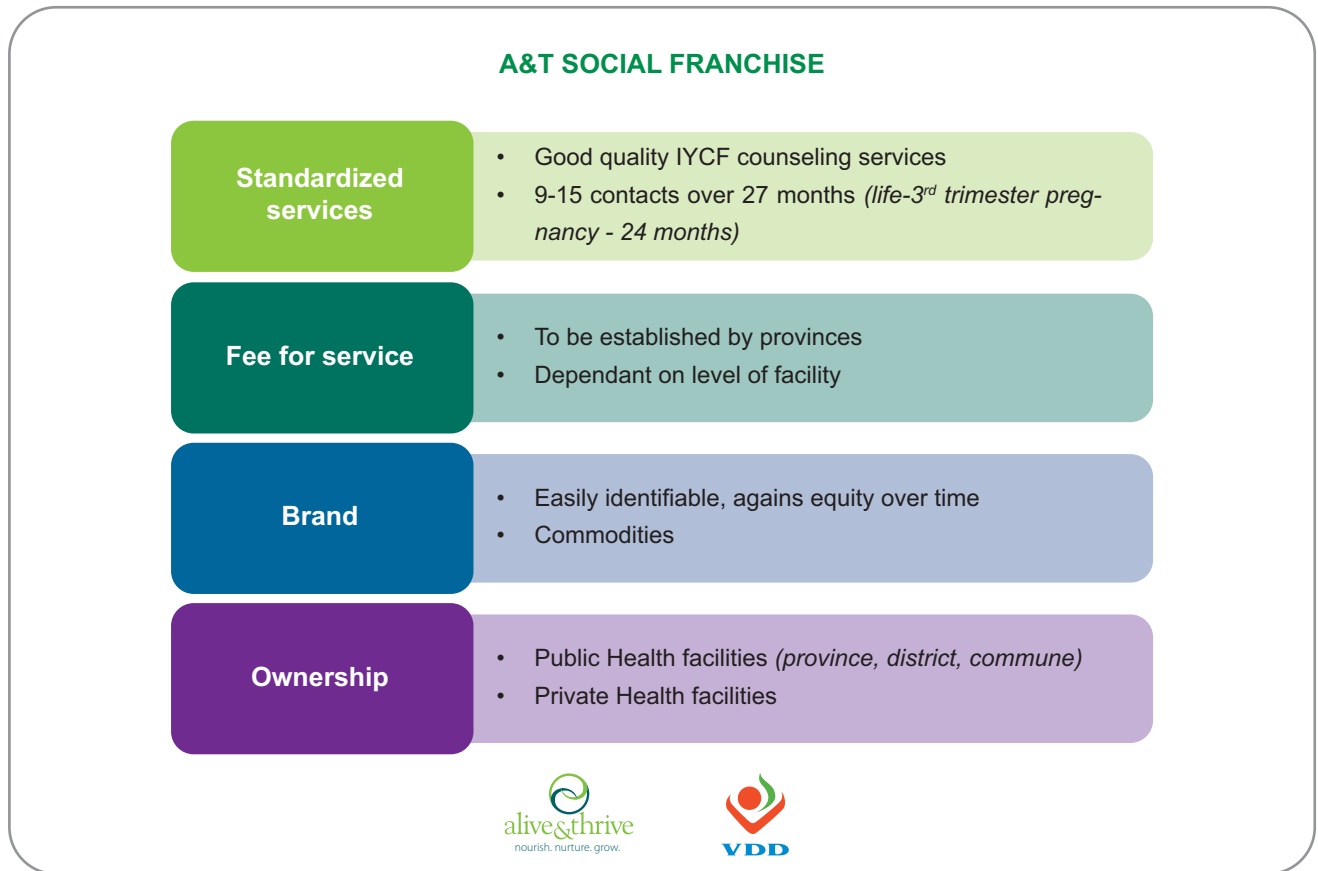 A&T SOCIAL FRANCHISE
Standardized
services
• Good quality IYCF counseling services
• 9-15 contacts over 27 months (life-3rd trimester preg-
nancy - 24 months)
Fee for service
• To be established by provinces
• Dependant on level of facility
Brand
• Easily identifiable, agains equity over time
• Commodities
Ownership
• Public Health facilities (province, district, commune)
• Private Health facilities
alive&thrive
nourish. nurture. grow.
VDD